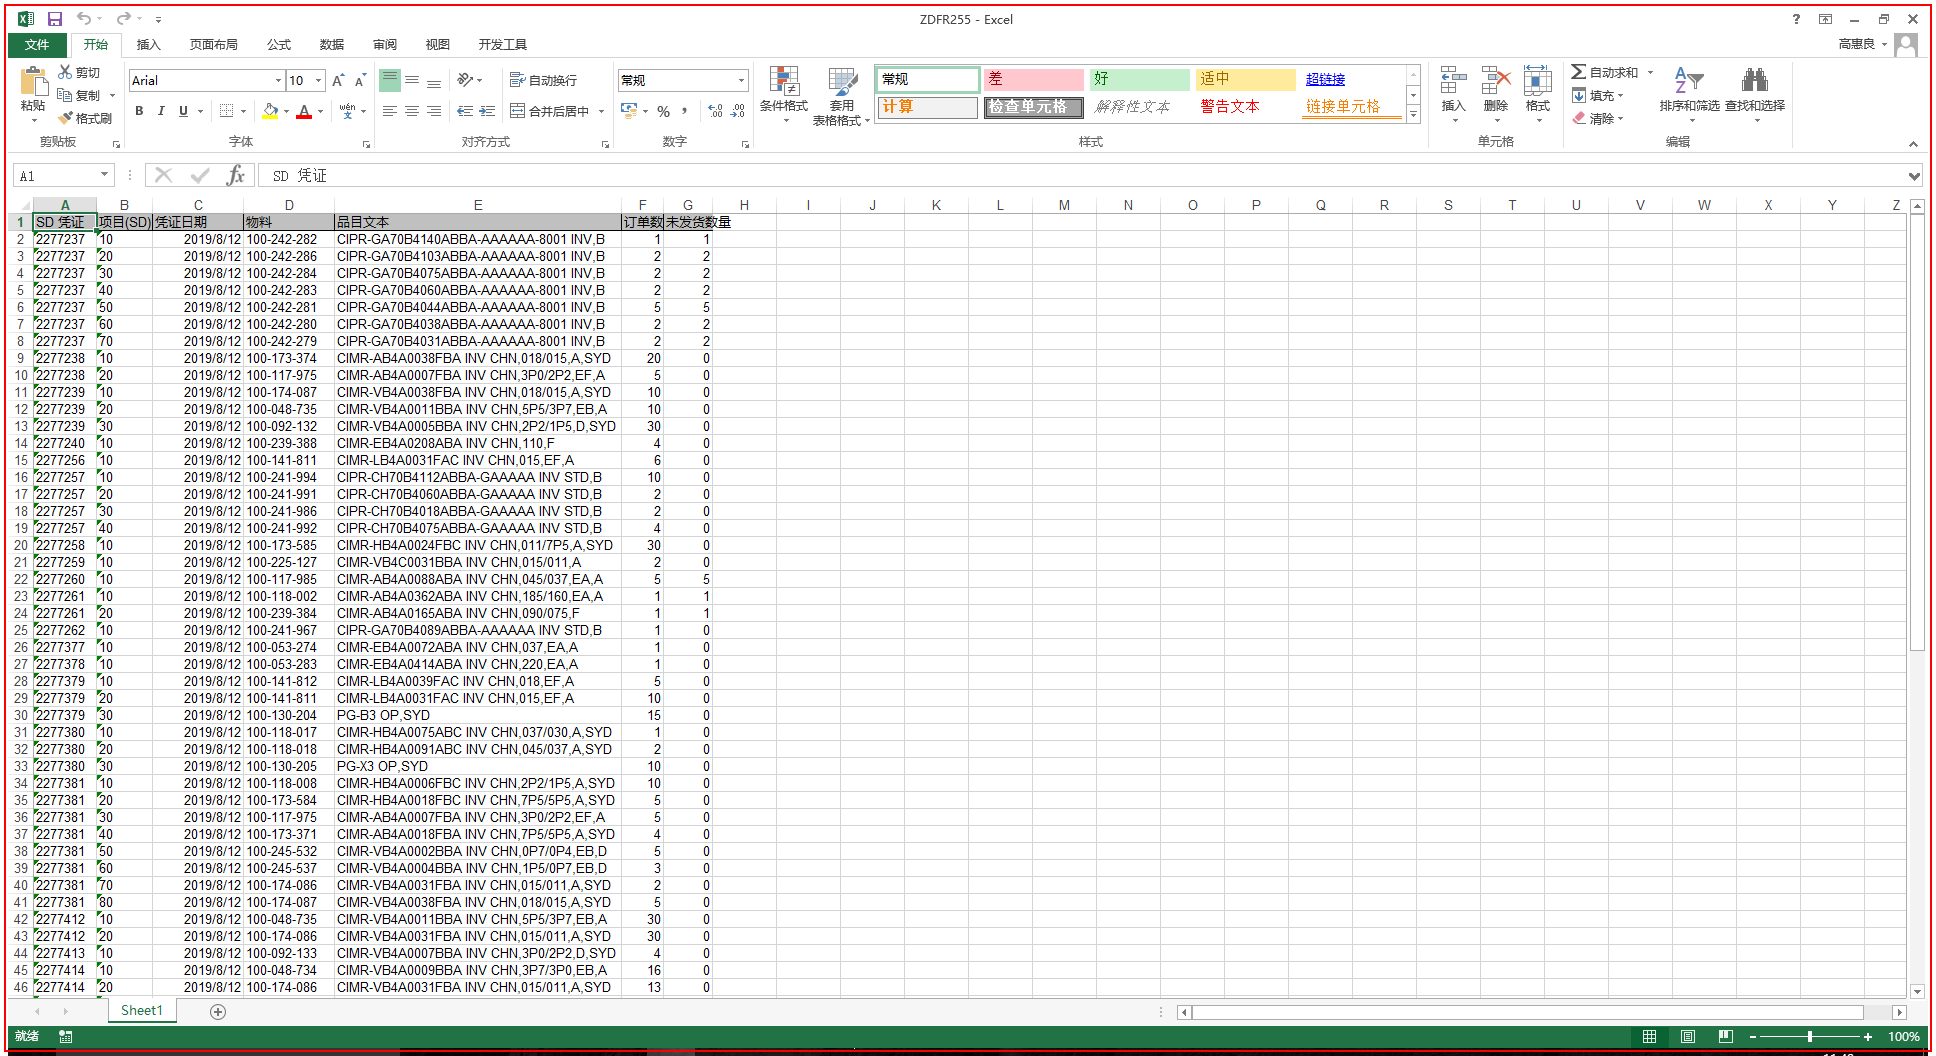 ZDFR255 - Excel
文件 开始 插入 页面布局 公式 数据 审阅 视图 开发工具 高惠良
粘贴 剪切 复制 格式刷 剪贴板
Arial 10 B I U A wén 文 字体
自动换行 合并后居中 对齐方式
常规 % , 数字
条件格式 套用表格格式
常规 差 好 适中 超链接
计算 检查单元格 解释性文本 警告文本 链接单元格
样式
插入 删除 格式 单元格
自动求和 填充 清除 排序和筛选 查找和选择 编辑
A1 fx SD 凭证
A B C D E F G H I J K L M N O P Q R S T U V W X Y Z
1 SD 凭证 项目(SD) 凭证日期 物料 品目文本 订单数 未发货数量
2 2277237 10 2019/8/12 100-242-282 CIPR-GA70B4140ABBA-AAAAAA-8001 INV,B 1 1
3 2277237 20 2019/8/12 100-242-286 CIPR-GA70B4103ABBA-AAAAAA-8001 INV,B 2 2
4 2277237 30 2019/8/12 100-242-284 CIPR-GA70B4075ABBA-AAAAAA-8001 INV,B 2 2
5 2277237 40 2019/8/12 100-242-283 CIPR-GA70B4060ABBA-AAAAAA-8001 INV,B 2 2
6 2277237 50 2019/8/12 100-242-281 CIPR-GA70B4044ABBA-AAAAAA-8001 INV,B 5 5
7 2277237 60 2019/8/12 100-242-280 CIPR-GA70B4038ABBA-AAAAAA-8001 INV,B 2 2
8 2277237 70 2019/8/12 100-242-279 CIPR-GA70B4031ABBA-AAAAAA-8001 INV,B 2 2
9 2277238 10 2019/8/12 100-173-374 CIMR-AB4A0038FBA INV CHN,018/015,A,SYD 20 0
10 2277238 20 2019/8/12 100-117-975 CIMR-AB4A0007FBA INV CHN,3P0/2P2,EF,A 5 0
11 2277239 10 2019/8/12 100-174-087 CIMR-VB4A0038FBA INV CHN,018/015,A,SYD 10 0
12 2277239 20 2019/8/12 100-048-735 CIMR-VB4A0011BBA INV CHN,5P5/3P7,EB,A 10 0
13 2277239 30 2019/8/12 100-092-132 CIMR-VB4A0005BBA INV CHN,2P2/1P5,D,SYD 30 0
14 2277240 10 2019/8/12 100-239-388 CIMR-EB4A0208ABA INV CHN,110,F 4 0
15 2277256 10 2019/8/12 100-141-811 CIMR-LB4A0031FAC INV CHN,015,EF,A 6 0
16 2277257 10 2019/8/12 100-241-994 CIPR-CH70B4112ABBA-GAAAAA INV STD,B 10 0
17 2277257 20 2019/8/12 100-241-991 CIPR-CH70B4060ABBA-GAAAAA INV STD,B 2 0
18 2277257 30 2019/8/12 100-241-986 CIPR-CH70B4018ABBA-GAAAAA INV STD,B 2 0
19 2277257 40 2019/8/12 100-241-992 CIPR-CH70B4075ABBA-GAAAAA INV STD,B 4 0
20 2277258 10 2019/8/12 100-173-585 CIMR-HB4A0024FBC INV CHN,011/7P5,A,SYD 30 0
21 2277259 10 2019/8/12 100-225-127 CIMR-VB4C0031BBA INV CHN,015/011,A 2 0
22 2277260 10 2019/8/12 100-117-985 CIMR-AB4A0088ABA INV CHN,045/037,EA,A 5 5
23 2277261 10 2019/8/12 100-118-002 CIMR-AB4A0362ABA INV CHN,185/160,EA,A 1 1
24 2277261 20 2019/8/12 100-239-384 CIMR-AB4A0165ABA INV CHN,090/075,F 1 1
25 2277262 10 2019/8/12 100-241-967 CIPR-GA70B4089ABBA-AAAAAA INV STD,B 1 0
26 2277377 10 2019/8/12 100-053-274 CIMR-EB4A0072ABA INV CHN,037,EA,A 1 0
27 2277378 10 2019/8/12 100-053-283 CIMR-EB4A0414ABA INV CHN,220,EA,A 1 0
28 2277379 10 2019/8/12 100-141-812 CIMR-LB4A0039FAC INV CHN,018,EF,A 5 0
29 2277379 20 2019/8/12 100-141-811 CIMR-LB4A0031FAC INV CHN,015,EF,A 10 0
30 2277379 30 2019/8/12 100-130-204 PG-B3 OP,SYD 15 0
31 2277380 10 2019/8/12 100-118-017 CIMR-HB4A0075ABC INV CHN,037/030,A,SYD 1 0
32 2277380 20 2019/8/12 100-118-018 CIMR-HB4A0091ABC INV CHN,045/037,A,SYD 2 0
33 2277380 30 2019/8/12 100-130-205 PG-X3 OP,SYD 10 0
34 2277381 10 2019/8/12 100-118-008 CIMR-HB4A0006FBC INV CHN,2P2/1P5,A,SYD 10 0
35 2277381 20 2019/8/12 100-173-584 CIMR-HB4A0018FBC INV CHN,7P5/5P5,A,SYD 5 0
36 2277381 30 2019/8/12 100-117-975 CIMR-AB4A0007FBA INV CHN,3P0/2P2,EF,A 5 0
37 2277381 40 2019/8/12 100-173-371 CIMR-AB4A0018FBA INV CHN,7P5/5P5,A,SYD 4 0
38 2277381 50 2019/8/12 100-245-532 CIMR-VB4A0002BBA INV CHN,0P7/0P4,EB,D 5 0
39 2277381 60 2019/8/12 100-245-537 CIMR-VB4A0004BBA INV CHN,1P5/0P7,EB,D 3 0
40 2277381 70 2019/8/12 100-174-086 CIMR-VB4A0031FBA INV CHN,015/011,A,SYD 2 0
41 2277381 80 2019/8/12 100-174-087 CIMR-VB4A0038FBA INV CHN,018/015,A,SYD 5 0
42 2277412 10 2019/8/12 100-048-735 CIMR-VB4A0011BBA INV CHN,5P5/3P7,EB,A 30 0
43 2277412 20 2019/8/12 100-174-086 CIMR-VB4A0031FBA INV CHN,015/011,A,SYD 30 0
44 2277413 10 2019/8/12 100-092-133 CIMR-VB4A0007BBA INV CHN,3P0/2P2,D,SYD 4 0
45 2277414 10 2019/8/12 100-048-734 CIMR-VB4A0009BBA INV CHN,3P7/3P0,EB,A 16 0
46 2277414 20 2019/8/12 100-174-086 CIMR-VB4A0031FBA INV CHN,015/011,A,SYD 13 0
Sheet1
就绪 100%